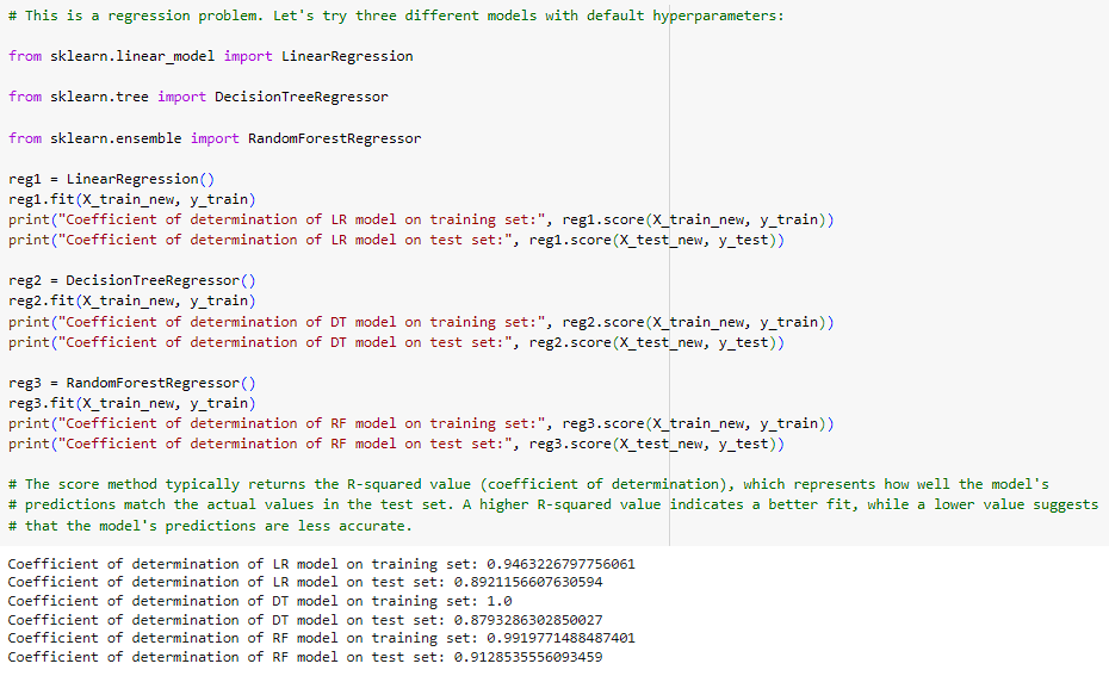 # This is a regression problem. Let's try three different models with default hyperparameters:
from sklearn.linear_model import LinearRegression
from sklearn.tree import DecisionTreeRegressor
from sklearn.ensemble import RandomForestRegressor
reg1 = LinearRegression()
reg1.fit(X_train_new, y_train)
print("Coefficient of determination of LR model on training set:", reg1.score(X_train_new, y_train))
print("Coefficient of determination of LR model on test set:", reg1.score(X_test_new, y_test))
reg2 = DecisionTreeRegressor()
reg2.fit(X_train_new, y_train)
print("Coefficient of determination of DT model on training set:", reg2.score(X_train_new, y_train))
print("Coefficient of determination of DT model on test set:", reg2.score(X_test_new, y_test))
reg3 = RandomForestRegressor()
reg3.fit(X_train_new, y_train)
print("Coefficient of determination of RF model on training set:", reg3.score(X_train_new, y_train))
print("Coefficient of determination of RF model on test set:", reg3.score(X_test_new, y_test))
# The score method typically returns the R-squared value (coefficient of determination), which represents how well the model's
# predictions match the actual values in the test set. A higher R-squared value indicates a better fit, while a lower value suggests
# that the model's predictions are less accurate.
Coefficient of determination of LR model on training set: 0.9463226797756061
Coefficient of determination of LR model on test set: 0.8921156607630594
Coefficient of determination of DT model on training set: 1.0
Coefficient of determination of DT model on test set: 0.8793286302850027
Coefficient of determination of RF model on training set: 0.9919771488487401
Coefficient of determination of RF model on test set: 0.9128535556093459